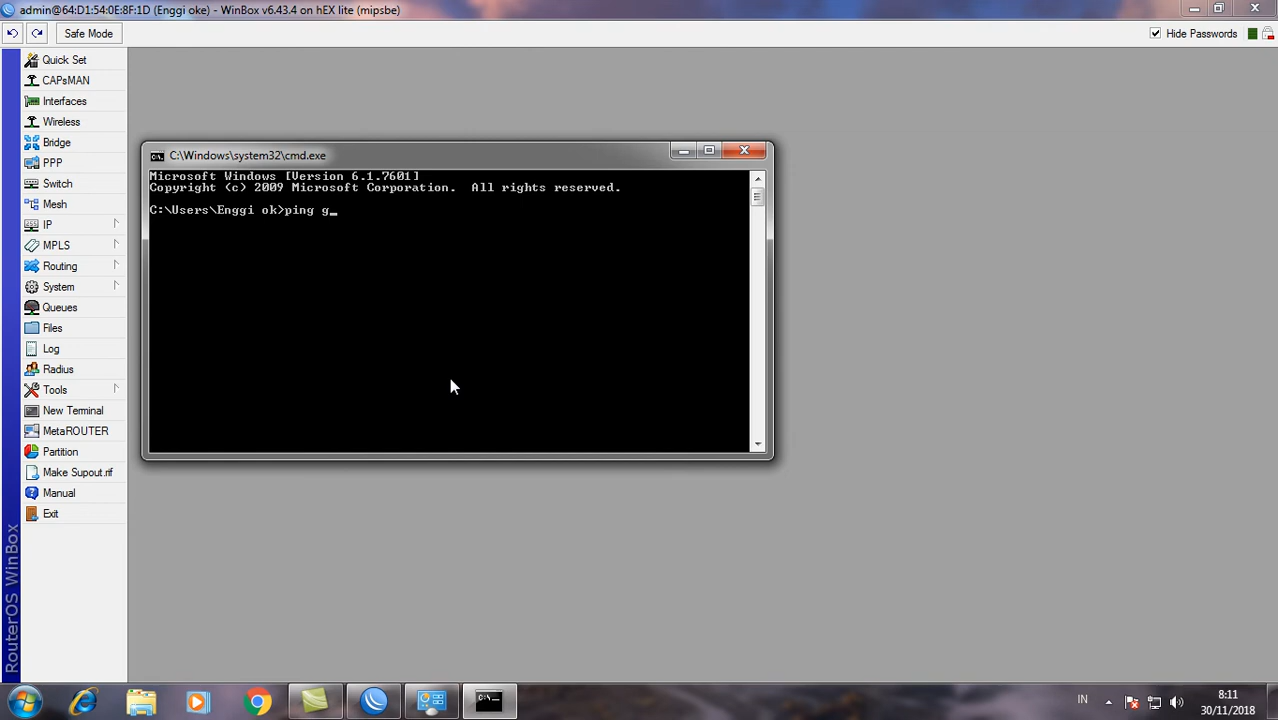 admin@64:D1:54:0E:8F:1D (Enggi oke) - WinBox v6.43.4 on hEX lite (mipsbe)
Safe Mode
Hide Passwords
Quick Set
CAPsMAN
Interfaces
Wireless
Bridge
PPP
Switch
Mesh
IP
MPLS
Routing
System
Queues
Files
Log
Radius
Tools
New Terminal
MetaROUTER
Partition
Make Supout.rif
Manual
Exit
RouterOS WinBox
C:\Windows\system32\cmd.exe
Microsoft Windows [Version 6.1.7601]
Copyright (c) 2009 Microsoft Corporation.  All rights reserved.
C:\Users\Enggi ok>ping g_
IN
8:11
30/11/2018